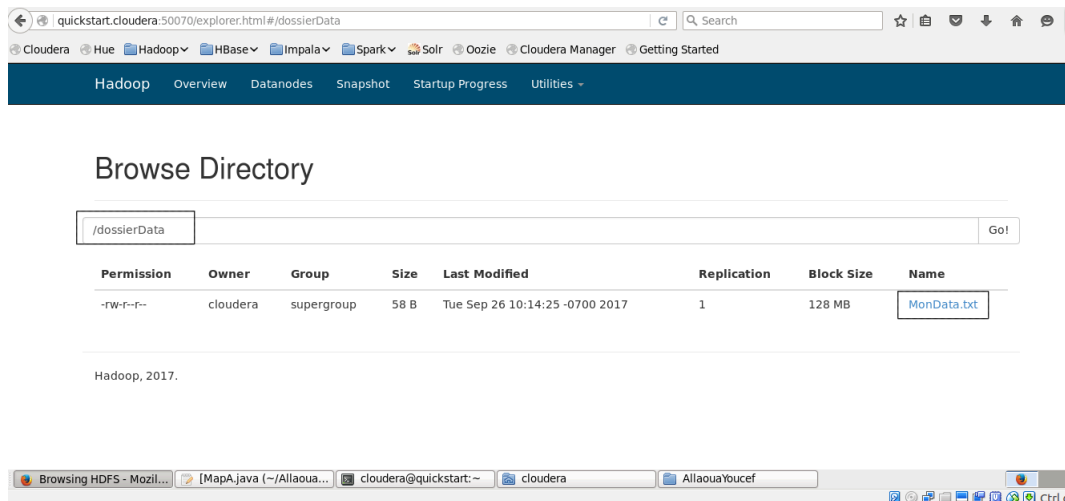 quickstart.cloudera:50070/explorer.html#/dossierData Search
Cloudera Hue Hadoop HBase Impala Spark Solr Solr Oozie Cloudera Manager Getting Started
Hadoop Overview Datanodes Snapshot Startup Progress Utilities
Browse Directory
/dossierData Go!
Permission Owner Group Size Last Modified Replication Block Size Name
-rw-r--r-- cloudera supergroup 58 B Tue Sep 26 10:14:25 -0700 2017 1 128 MB MonData.txt
Hadoop, 2017.
Browsing HDFS - Mozil... [MapA.java (~/Allaoua... cloudera@quickstart:~ cloudera AllaouaYoucef
Ctrl